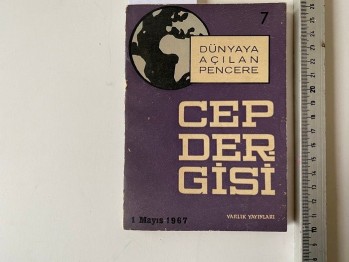 7
DÜNYAYA
AÇILAN
PENCERE
CEP
DER-
GİSİ
1 Mayıs 1967
VARLIK YAYINLARI